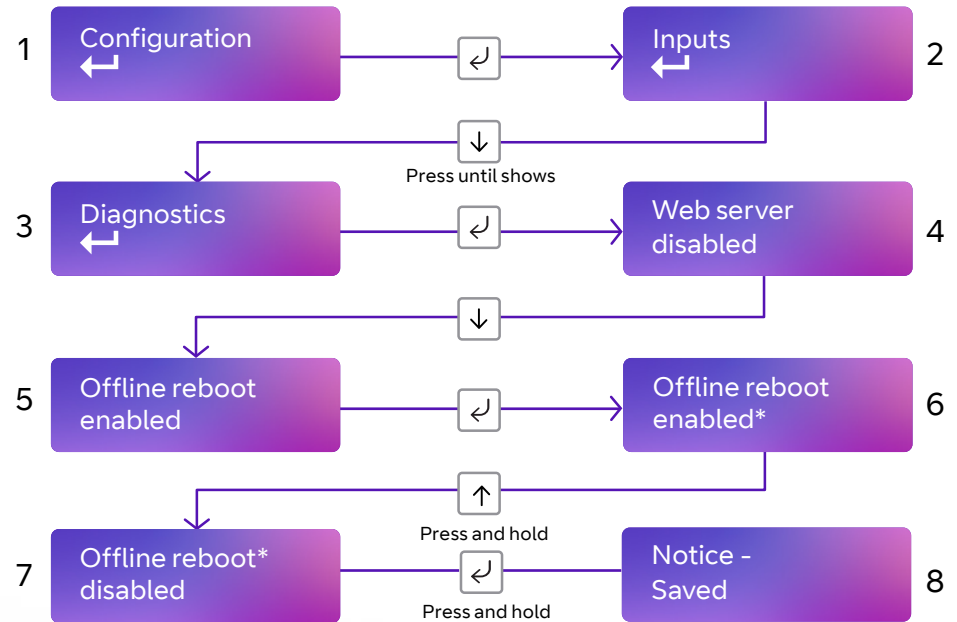 1
Configuration
Inputs
2
Press until shows
3
Diagnostics
Web server
disabled
4
5
Offline reboot
enabled
Offline reboot
enabled*
6
Press and hold
7
Offline reboot*
disabled
Press and hold
Notice -
Saved
8